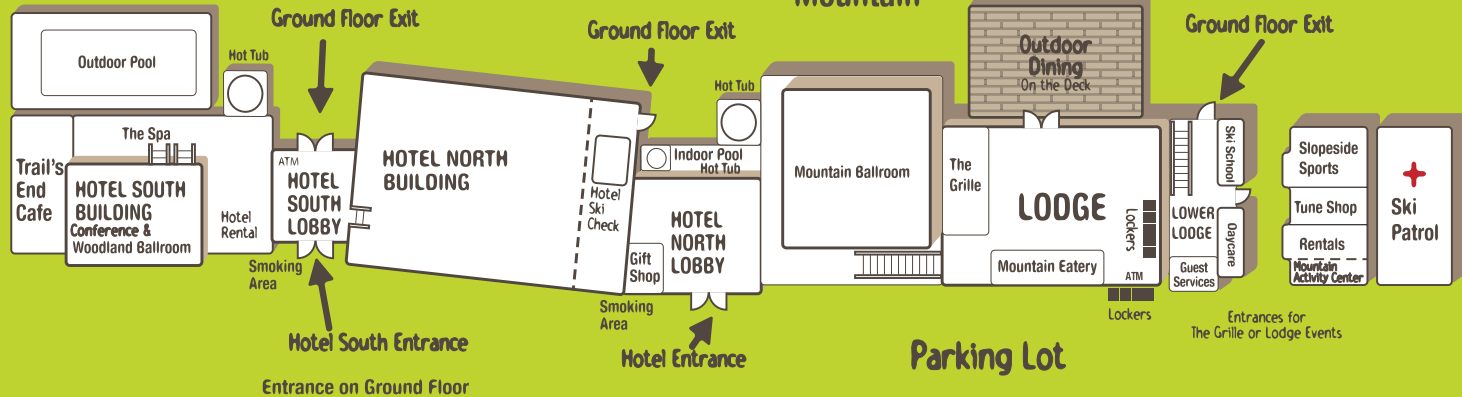 Mountain
Ground Floor Exit
Ground Floor Exit
Ground Floor Exit
Outdoor Pool
Hot Tub
Trail's
End
Cafe
The Spa
HOTEL SOUTH
BUILDING
Conference &
Woodland Ballroom
Hotel
Rental
Smoking
Area
ATM
HOTEL
SOUTH
LOBBY
Hotel South Entrance
Entrance on Ground Floor
HOTEL NORTH
BUILDING
Hotel
Ski
Check
Hot Tub
Indoor Pool
Hot Tub
Gift
Shop
HOTEL
NORTH
LOBBY
Smoking
Area
Hotel Entrance
Mountain Ballroom
Outdoor
Dining
On the Deck
The
Grille
LODGE
Mountain Eatery
Lockers
ATM
Lockers
Parking Lot
Ski School
LOWER
LODGE
Daycare
Guest
Services
Entrances for
The Grille or Lodge Events
Slopeside
Sports
Tune Shop
Rentals
Mountain
Activity Center
Ski
Patrol